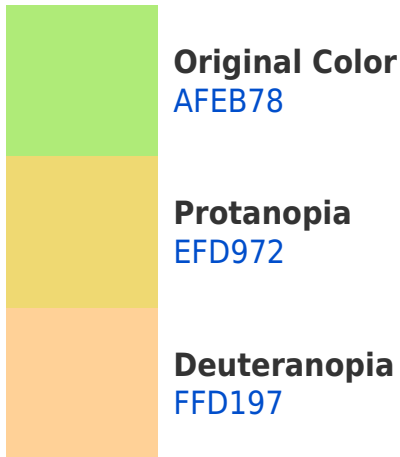 Original Color
AFEB78
Protanopia
EFD972
Deuteranopia
FFD197